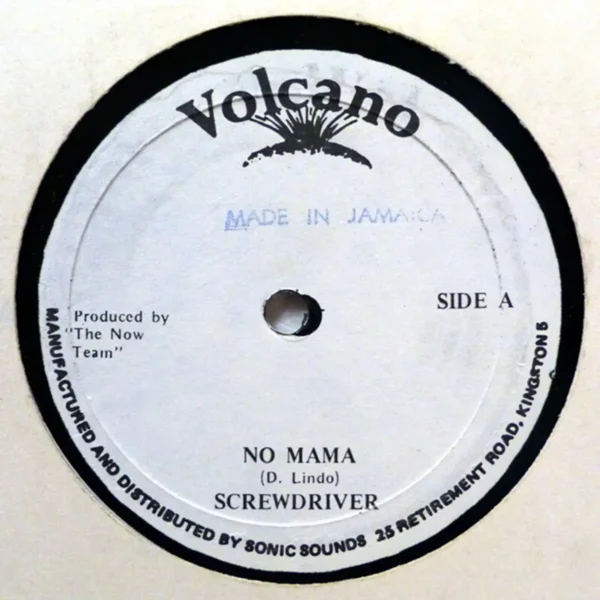 Volcano
MADE IN JAMAICA
SIDE A
Produced by
"The Now
Team"
NO MAMA
(D. Lindo)
SCREWDRIVER
MANUFACTURED AND DISTRIBUTED BY SONIC SOUNDS 25 RETIREMENT ROAD, KINGSTON 5